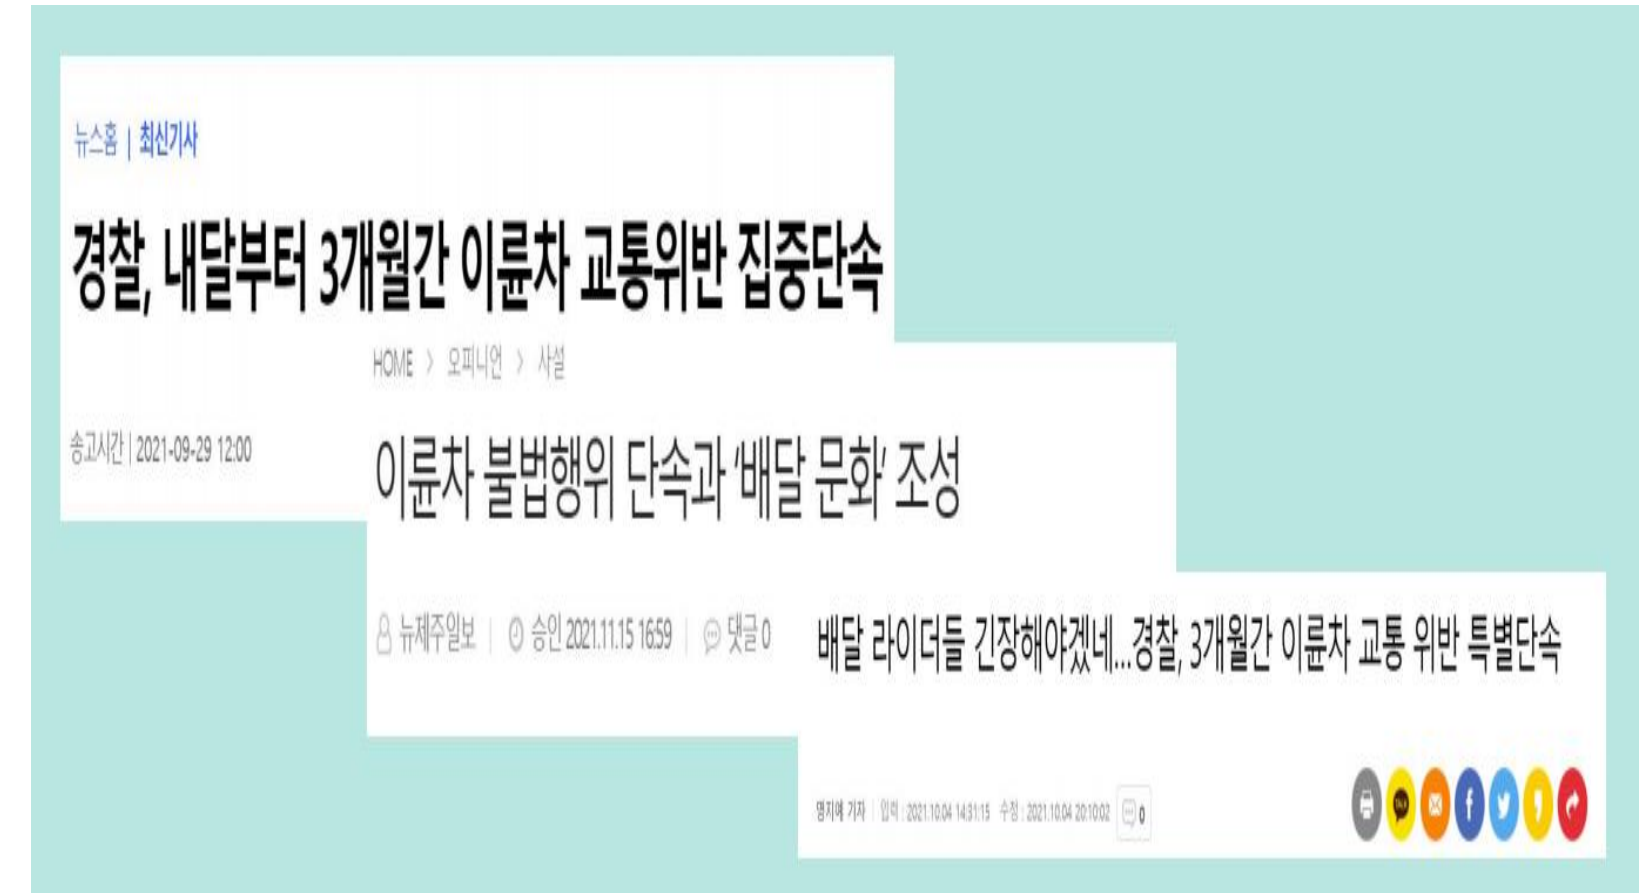 뉴스홈 | 최신기사
경찰, 내달부터 3개월간 이륜차 교통위반 집중단속
송고시간 | 2021-09-29 12:00
HOME > 오피니언 > 사설
이륜차 불법행위 단속과 ‘배달 문화’ 조성
뉴제주일보 | 승인 2021.11.15 16:59 | 댓글 0
배달 라이더들 긴장해야겠네...경찰, 3개월간 이륜차 교통 위반 특별단속
명지예 기자 | 입력 : 2021.10.04 14:31:15 수정 : 2021.10.04 20:10:02 0
TALK